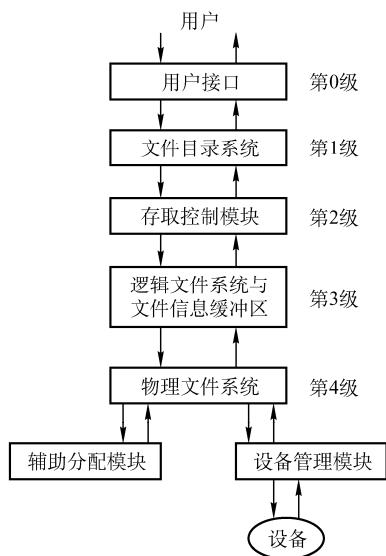 用户
用户接口
第0级
文件目录系统
第1级
存取控制模块
第2级
逻辑文件系统与
文件信息缓冲区
第3级
物理文件系统
第4级
辅助分配模块
设备管理模块
设备